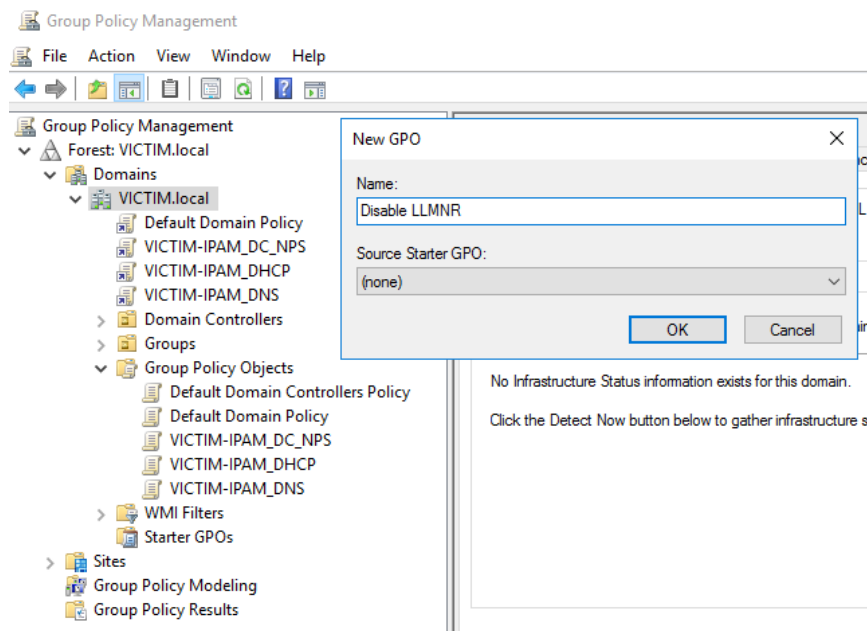 Group Policy Management
File Action View Window Help
Group Policy Management
Forest: VICTIM.local
Domains
VICTIM.local
Default Domain Policy
VICTIM-IPAM_DC_NPS
VICTIM-IPAM_DHCP
VICTIM-IPAM_DNS
Domain Controllers
Groups
Group Policy Objects
Default Domain Controllers Policy
Default Domain Policy
VICTIM-IPAM_DC_NPS
VICTIM-IPAM_DHCP
VICTIM-IPAM_DNS
WMI Filters
Starter GPOs
Sites
Group Policy Modeling
Group Policy Results
New GPO
Name:
Disable LLMNR
Source Starter GPO:
(none)
OK Cancel
No Infrastructure Status information exists for this domain.
Click the Detect Now button below to gather infrastructure s